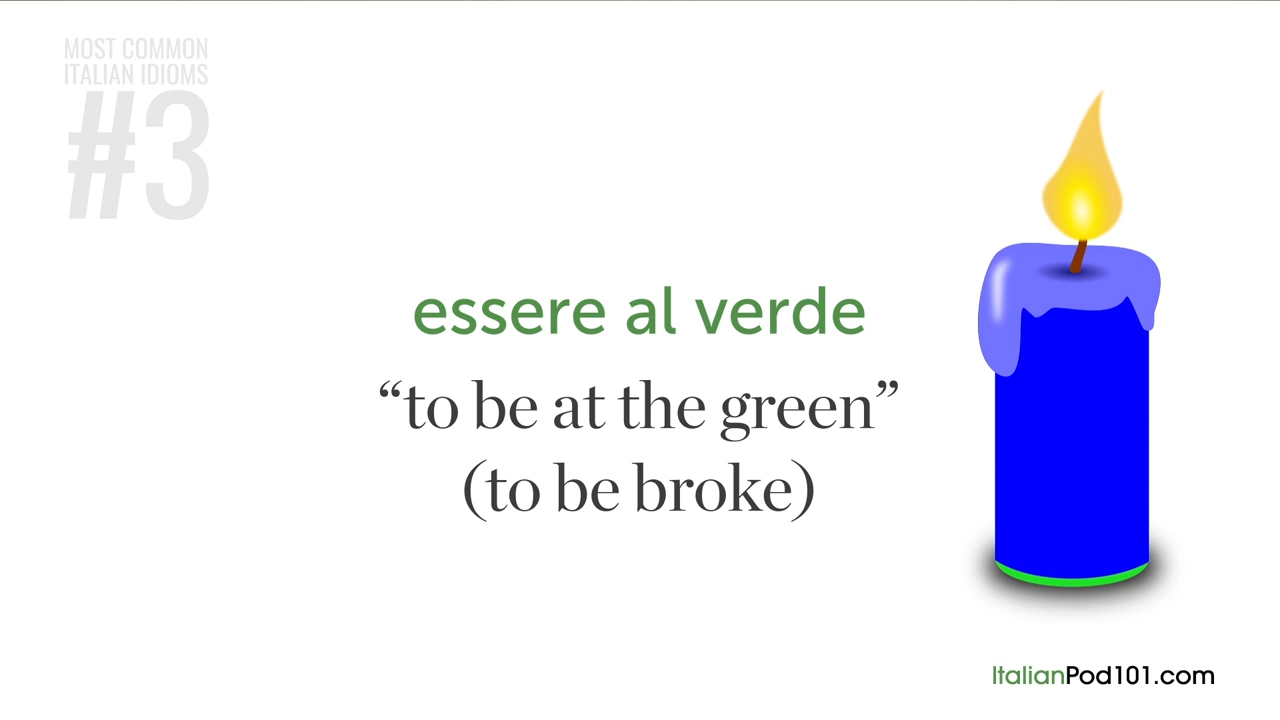 MOST COMMON
ITALIAN IDIOMS
#3
essere al verde
“to be at the green”
(to be broke)
ItalianPod101.com